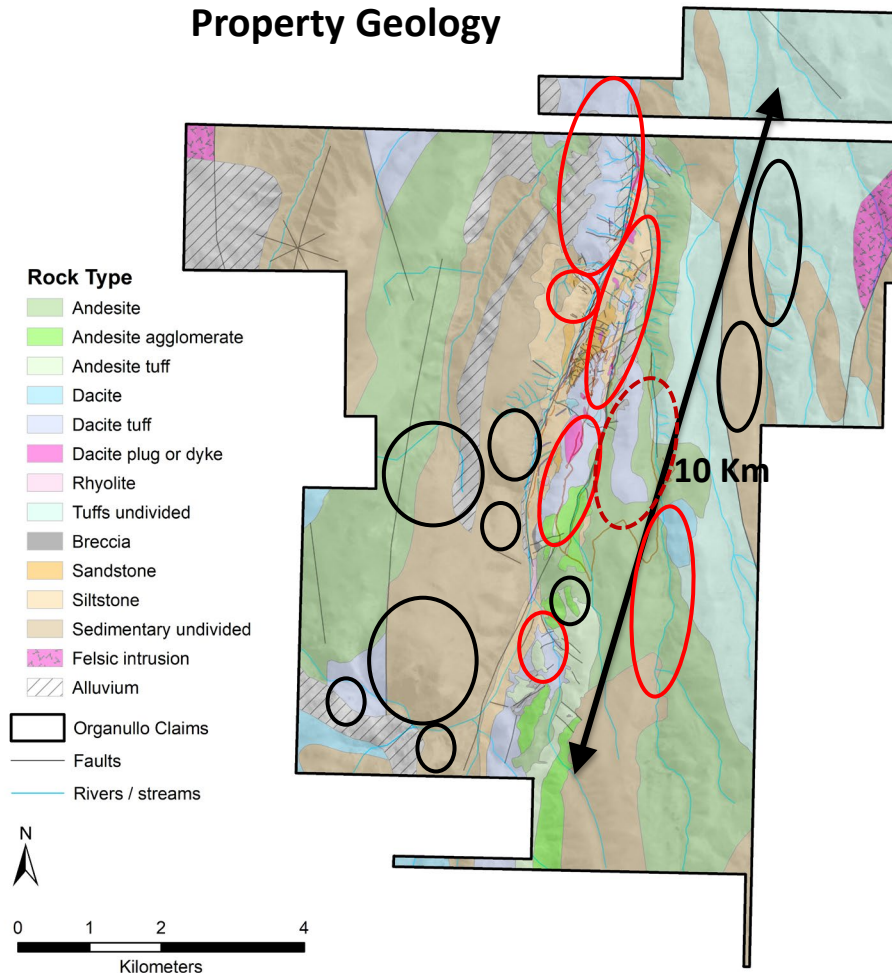 Property Geology
10 Km
Rock Type
Andesite
Andesite agglomerate
Andesite tuff
Dacite
Dacite tuff
Dacite plug or dyke
Rhyolite
Tuffs undivided
Breccia
Sandstone
Siltstone
Sedimentary undivided
Felsic intrusion
Alluvium
Organullo Claims
Faults
Rivers / streams
N
0 1 2 4
Kilometers